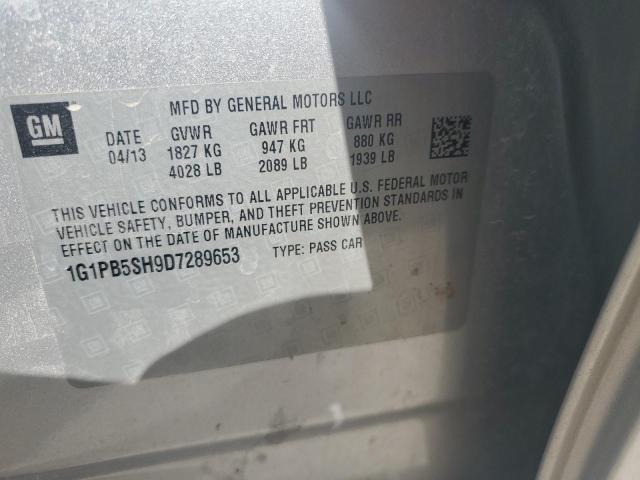 GM
MFD BY GENERAL MOTORS LLC
DATE GVWR GAWR FRT GAWR RR
04/13 1827 KG 947 KG 880 KG
4028 LB 2089 LB 1939 LB
THIS VEHICLE CONFORMS TO ALL APPLICABLE U.S. FEDERAL MOTOR
VEHICLE SAFETY, BUMPER, AND THEFT PREVENTION STANDARDS IN
EFFECT ON THE DATE OF MANUFACTURE SHOWN ABOVE.
1G1PB5SH9D7289653 TYPE: PASS CAR